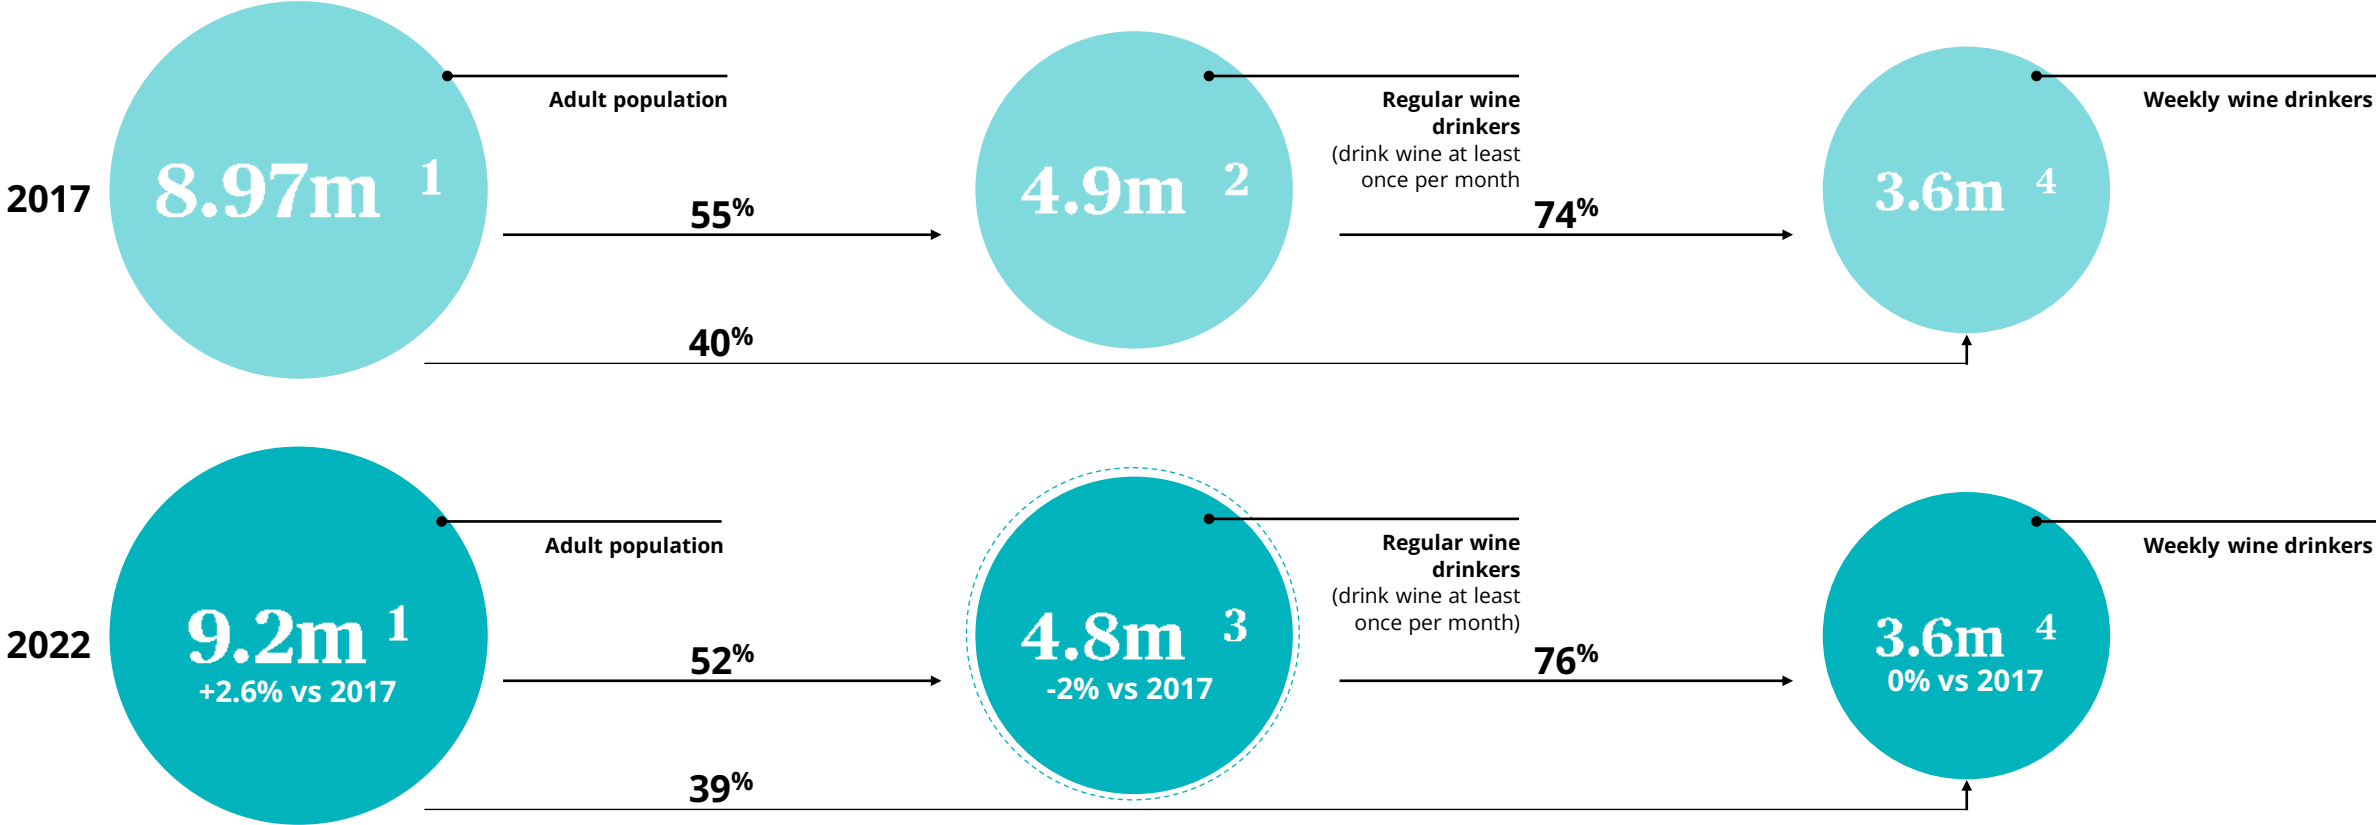 2017
8.97m 1
Adult population
55%
40%
4.9m 2
Regular wine
drinkers
(drink wine at least
once per month
74%
3.6m 4
Weekly wine drinkers
2022
9.2m 1
+2.6% vs 2017
Adult population
52%
39%
4.8m 3
-2% vs 2017
Regular wine
drinkers
(drink wine at least
once per month)
76%
3.6m 4
0% vs 2017
Weekly wine drinkers